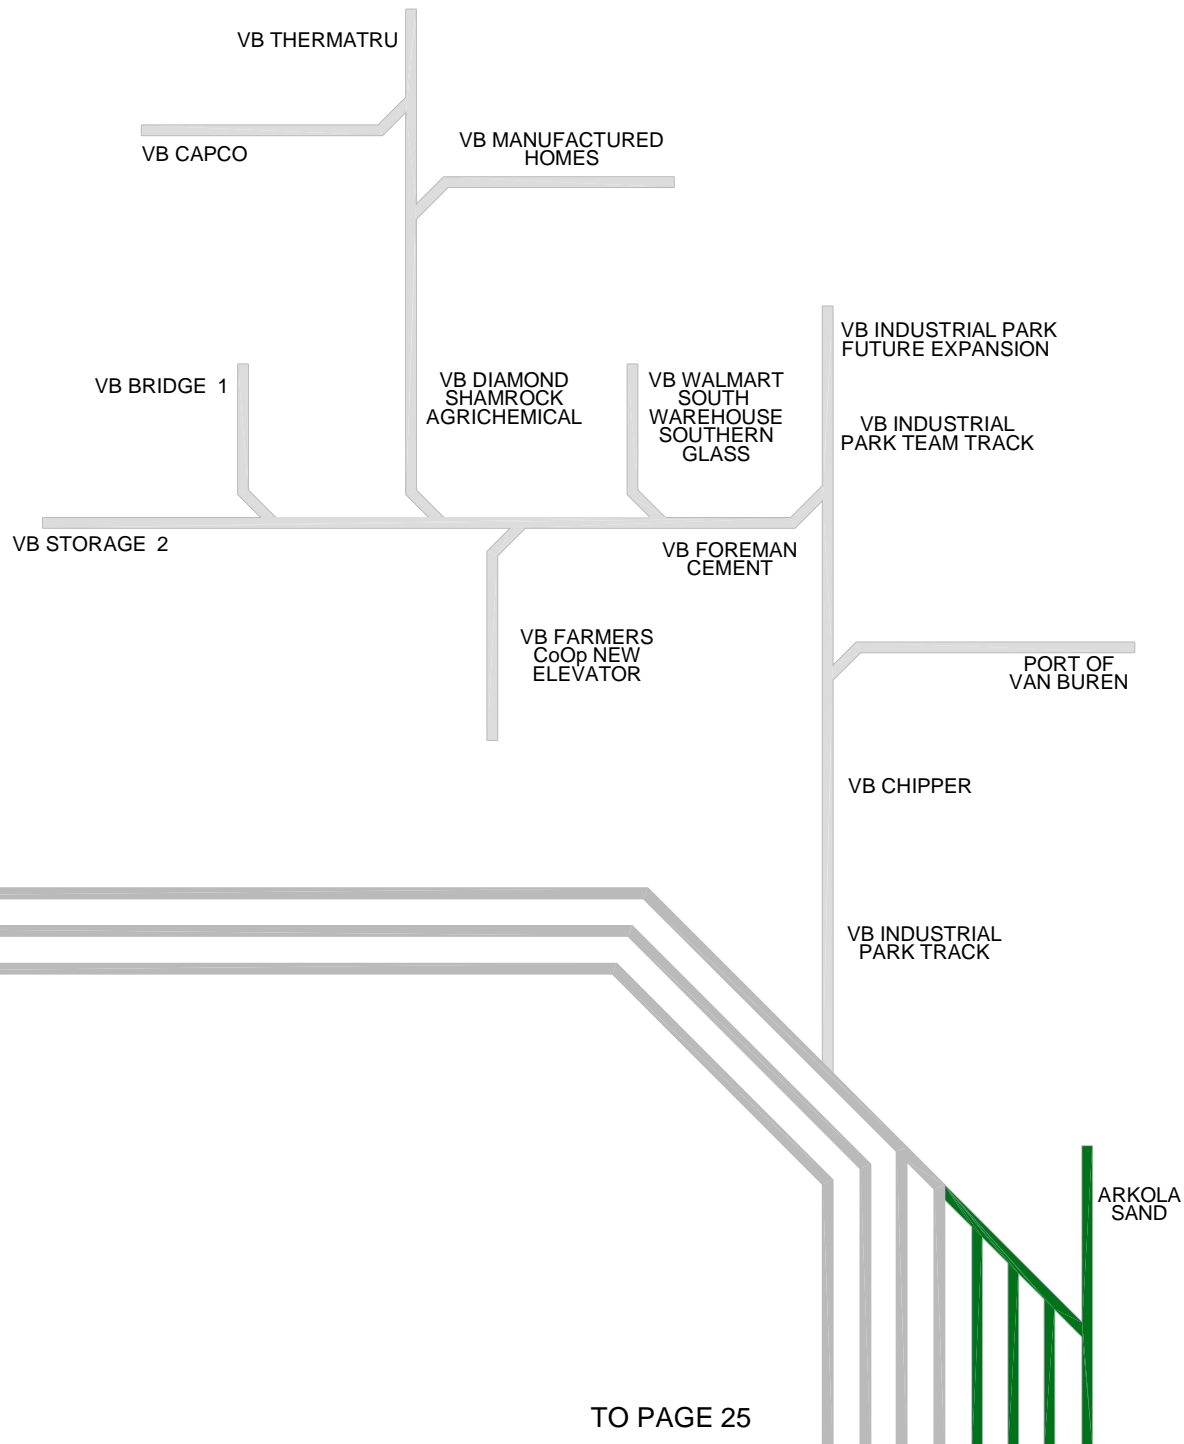 VB THERMATRU
VB CAPCO
VB MANUFACTURED
HOMES
VB INDUSTRIAL PARK
FUTURE EXPANSION
VB BRIDGE  1
VB DIAMOND
SHAMROCK
AGRICHEMICAL
VB WALMART
SOUTH
WAREHOUSE
SOUTHERN
GLASS
VB INDUSTRIAL
PARK TEAM TRACK
VB STORAGE  2
VB FOREMAN
CEMENT
VB FARMERS
CoOp NEW
ELEVATOR
PORT OF
VAN BUREN
VB CHIPPER
VB INDUSTRIAL
PARK TRACK
ARKOLA
SAND
TO PAGE 25